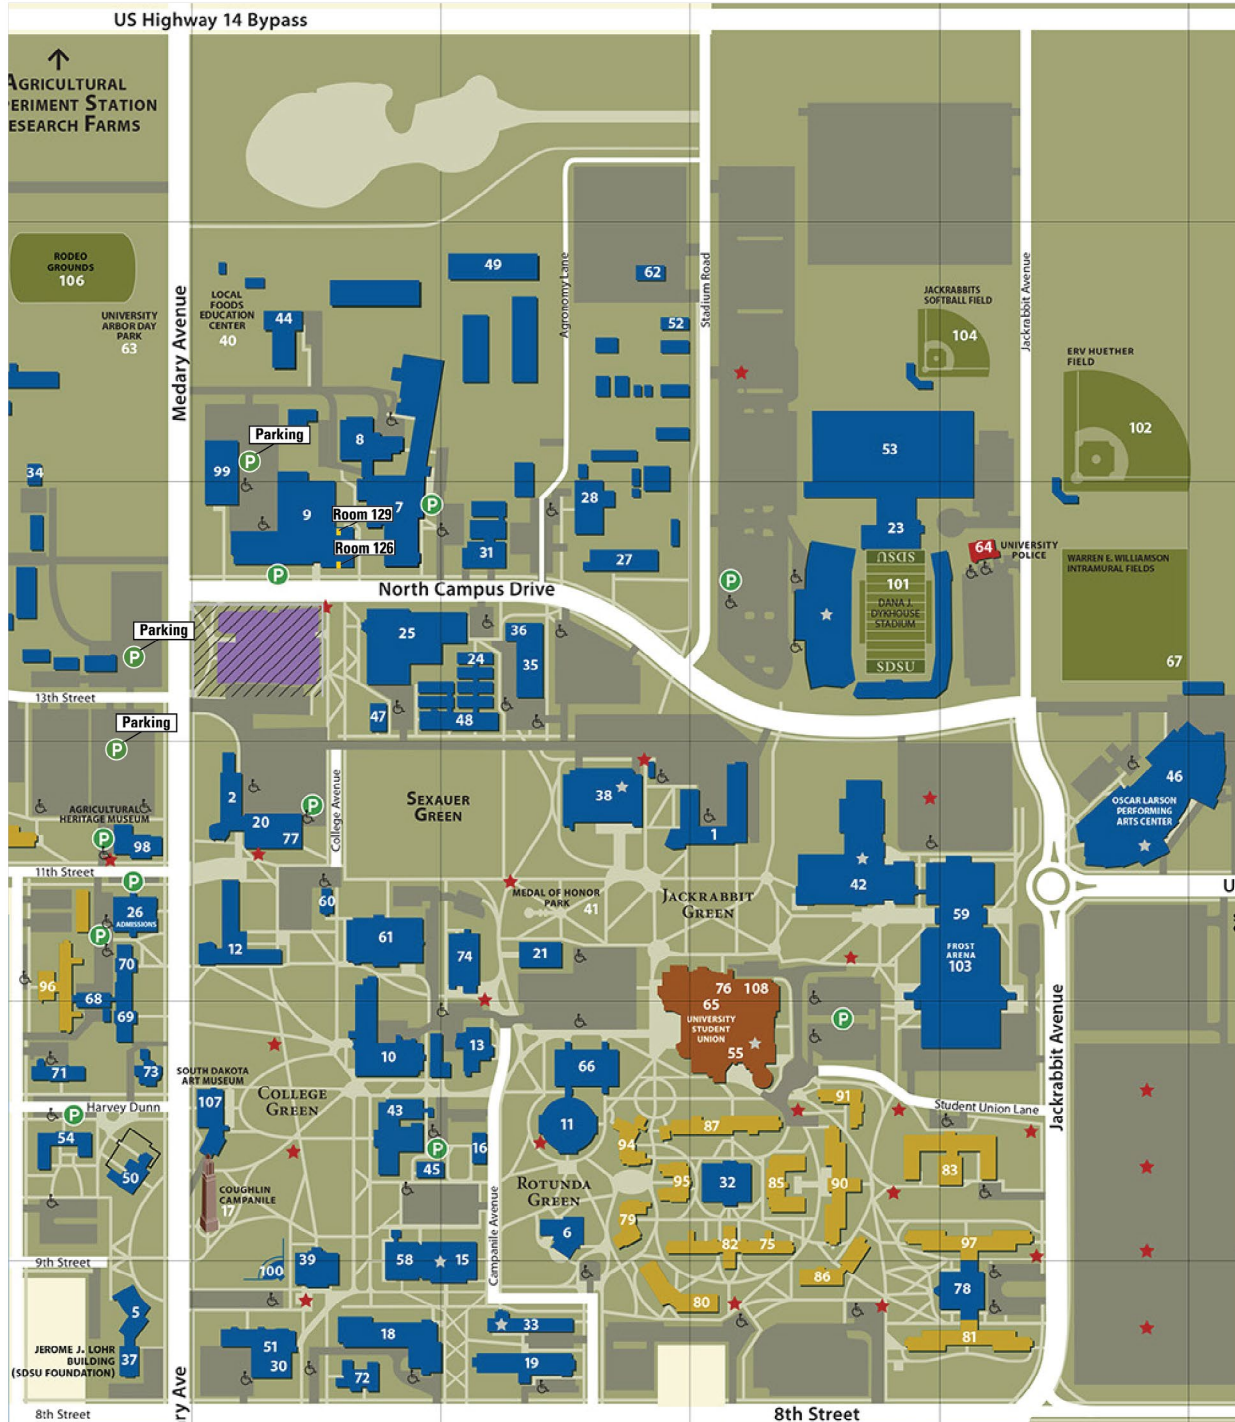 US Highway 14 Bypass
AGRICULTURAL
PERIMENT STATION
ESEARCH FARMS
Medary Avenue
Agronomy Lane
Stadium Road
Jackrabbit Avenue
RODEO
GROUNDS
106
UNIVERSITY
ARBOR DAY
PARK
63
LOCAL
FOODS
EDUCATION
CENTER
40
44
49
62
52
JACKRABBITS
SOFTBALL FIELD
104
ERV HUETHER
FIELD
102
34
99
P
Parking
8
9
7
P
Room 129
Room 126
P
31
28
27
53
23
64
UNIVERSITY
POLICE
WARREN E. WILLIAMSON
INTRAMURAL FIELDS
67
SDSU
101
DANA J.
DYKHOUSE
STADIUM
SDSU
P
North Campus Drive
Parking
P
13th Street
25
36
24
35
47
48
Parking
P
AGRICULTURAL
HERITAGE MUSEUM
P
98
11th Street
2
20
77
P
College Avenue
SEXAUER
GREEN
38
1
46
OSCAR LARSON
PERFORMING
ARTS CENTER
42
59
FROST
ARENA
103
U
P
26
ADMISSIONS
P
70
96
68
69
71
73
12
60
61
74
21
MEDAL OF HONOR
PARK
41
JACKRABBIT
GREEN
76
108
65
UNIVERSITY
STUDENT
UNION
55
P
10
13
66
SOUTH DAKOTA
ART MUSEUM
107
COLLEGE
GREEN
Harvey Dunn
P
54
50
COUGHLIN
CAMPANILE
17
43
P
45
16
11
ROTUNDA
GREEN
6
94
87
91
95
32
85
90
79
82
75
86
80
Student Union Lane
83
97
78
81
Jackrabbit Avenue
9th Street
100
39
58
15
Campanile Avenue
5
37
JEROME J. LOHR
BUILDING
(SDSU FOUNDATION)
51
30
18
72
33
19
ry Ave
8th Street
8th Street